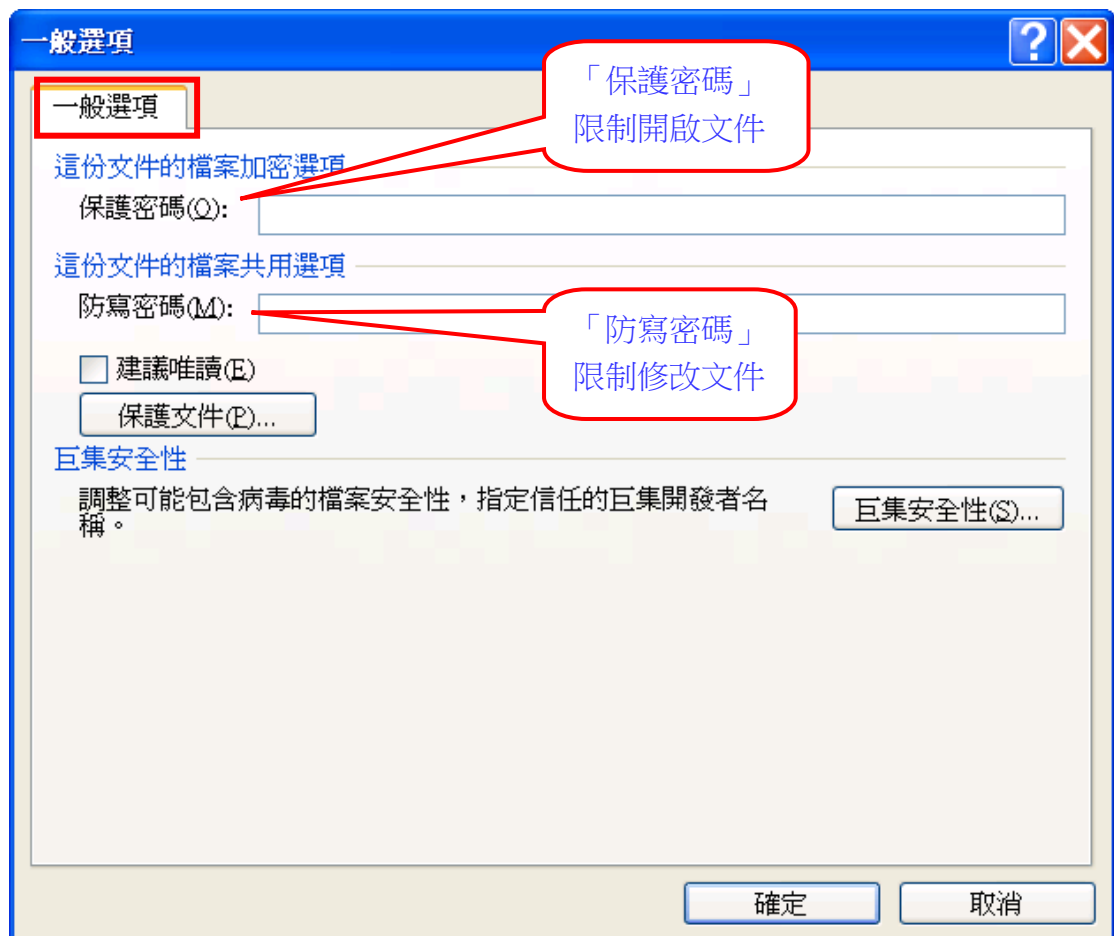 一般選項
一般選項
「保護密碼」
限制開啟文件
這份文件的檔案加密選項
保護密碼(O):
這份文件的檔案共用選項
防寫密碼(M):
「防寫密碼」
限制修改文件
建議唯讀(E)
保護文件(P)...
巨集安全性
調整可能包含病毒的檔案安全性，指定信任的巨集開發者名
稱。
巨集安全性(S)...
確定
取消